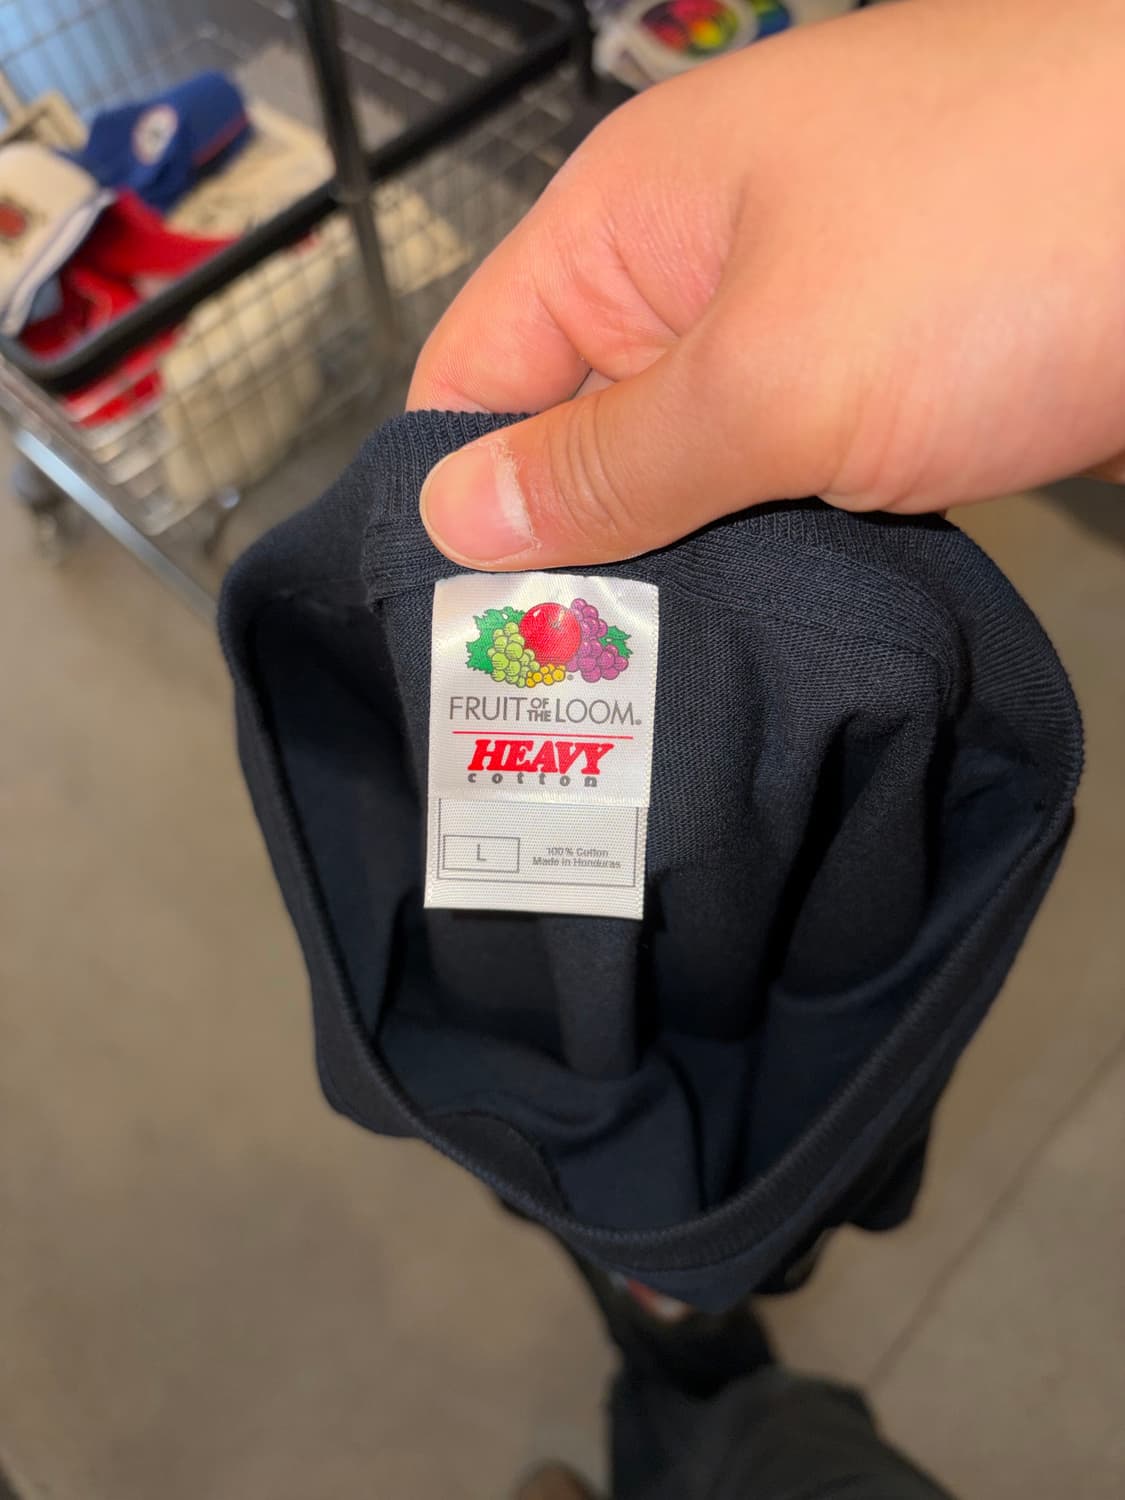 FRUIT OF THE LOOM®
HEAVY
cotton
L
100% Cotton
Made in Honduras